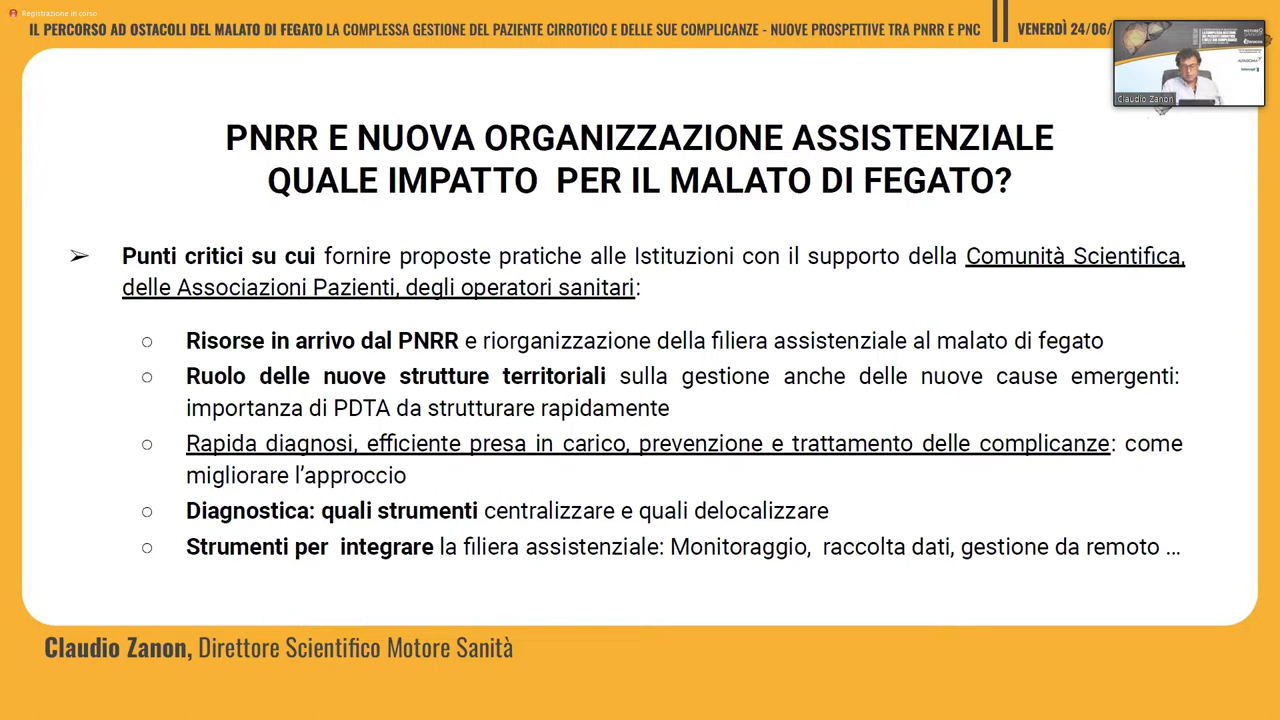 Registrazione in corso
IL PERCORSO AD OSTACOLI DEL MALATO DI FEGATO LA COMPLESSA GESTIONE DEL PAZIENTE CIRROTICO E DELLE SUE COMPLICANZE - NUOVE PROSPETTIVE TRA PNRR E PNC
VENERDÌ 24/06/
Claudio Zanon
PNRR E NUOVA ORGANIZZAZIONE ASSISTENZIALE
QUALE IMPATTO PER IL MALATO DI FEGATO?
➢ Punti critici su cui fornire proposte pratiche alle Istituzioni con il supporto della Comunità Scientifica,
delle Associazioni Pazienti, degli operatori sanitari:
○ Risorse in arrivo dal PNRR e riorganizzazione della filiera assistenziale al malato di fegato
○ Ruolo delle nuove strutture territoriali sulla gestione anche delle nuove cause emergenti:
importanza di PDTA da strutturare rapidamente
○ Rapida diagnosi, efficiente presa in carico, prevenzione e trattamento delle complicanze: come
migliorare l'approccio
○ Diagnostica: quali strumenti centralizzare e quali delocalizzare
○ Strumenti per integrare la filiera assistenziale: Monitoraggio, raccolta dati, gestione da remoto ...
Claudio Zanon, Direttore Scientifico Motore Sanità